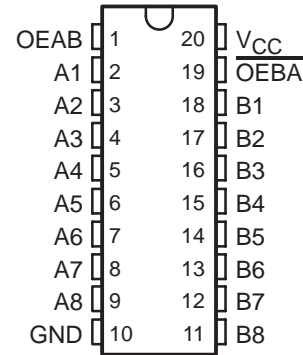 OEAB 1 20 VCC
A1 2 19 OEBA
A2 3 18 B1
A3 4 17 B2
A4 5 16 B3
A5 6 15 B4
A6 7 14 B5
A7 8 13 B6
A8 9 12 B7
GND 10 11 B8